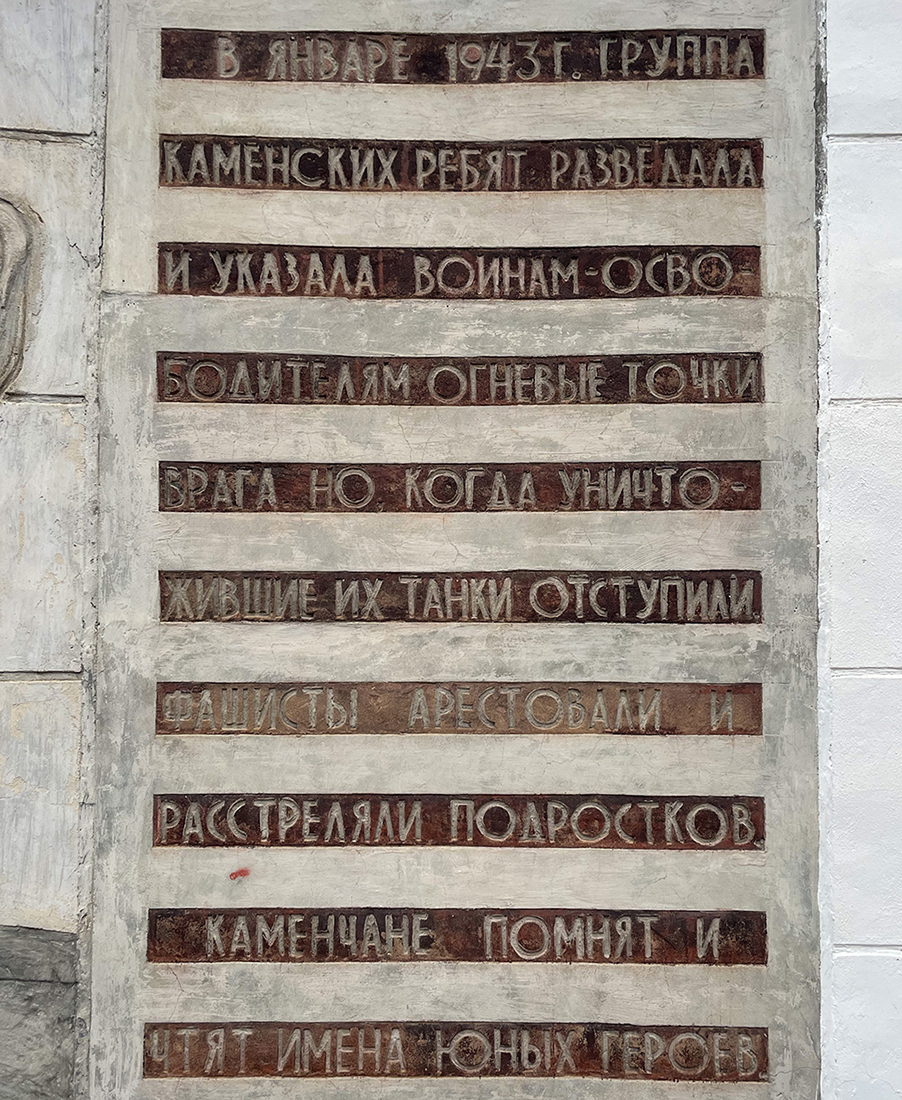 В ЯНВАРЕ 1943 Г. ГРУППА
КАМЕНСКИХ РЕБЯТ РАЗВЕДАЛА
И УКАЗАЛА ВОИНАМ-ОСВО-
БОДИТЕЛЯМ ОГНЕВЫЕ ТОЧКИ
ВРАГА НО, КОГДА УНИЧТО-
ЖИВШИЕ ИХ ТАНКИ ОТСТУПИЛИ,
ФАШИСТЫ АРЕСТОВАЛИ И
РАССТРЕЛЯЛИ ПОДРОСТКОВ.
КАМЕНЧАНЕ ПОМНЯТ И
ЧТЯТ ИМЕНА ЮНЫХ ГЕРОЕВ.